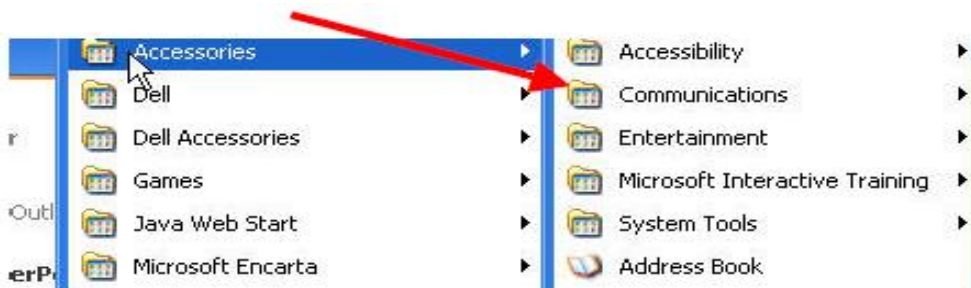 Accessories
Dell
Dell Accessories
Games
Java Web Start
Microsoft Encarta
Accessibility
Communications
Entertainment
Microsoft Interactive Training
System Tools
Address Book